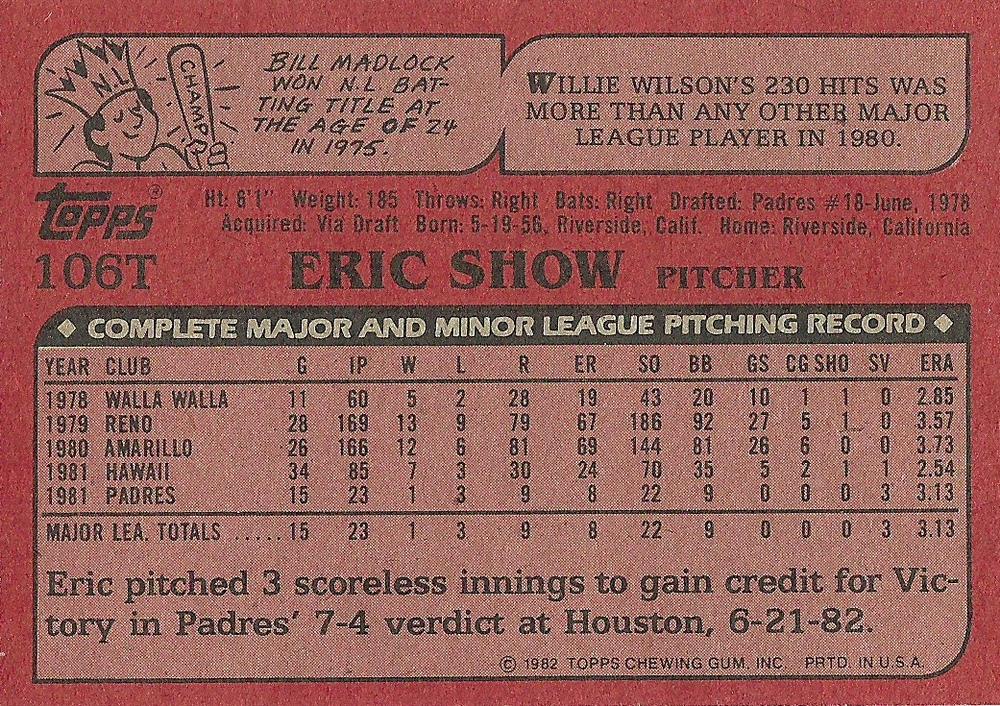 N.L.
CHAMP
BILL MADLOCK
WON N.L. BAT-
TING TITLE AT
THE AGE OF 24
IN 1975.
WILLIE WILSON'S 230 HITS WAS
MORE THAN ANY OTHER MAJOR
LEAGUE PLAYER IN 1980.
topps®
Ht: 6'1" Weight: 185 Throws: Right Bats: Right Drafted: Padres #18-June, 1978
Acquired: Via Draft Born: 5-19-56, Riverside, Calif. Home: Riverside, California
106T ERIC SHOW PITCHER
COMPLETE MAJOR AND MINOR LEAGUE PITCHING RECORD
YEAR CLUB G IP W L R ER SO BB GS CG SHO SV ERA
1978 WALLA WALLA 11 60 5 2 28 19 43 20 10 1 1 0 2.85
1979 RENO 28 169 13 9 79 67 186 92 27 5 1 0 3.57
1980 AMARILLO 26 166 12 6 81 69 144 81 26 6 0 0 3.73
1981 HAWAII 34 85 7 3 30 24 70 35 5 2 1 1 2.54
1981 PADRES 15 23 1 3 9 8 22 9 0 0 0 3 3.13
MAJOR LEA. TOTALS ..... 15 23 1 3 9 8 22 9 0 0 0 3 3.13
Eric pitched 3 scoreless innings to gain credit for Vic-
tory in Padres' 7-4 verdict at Houston, 6-21-82.
© 1982 TOPPS CHEWING GUM, INC. PRTD. IN U.S.A.